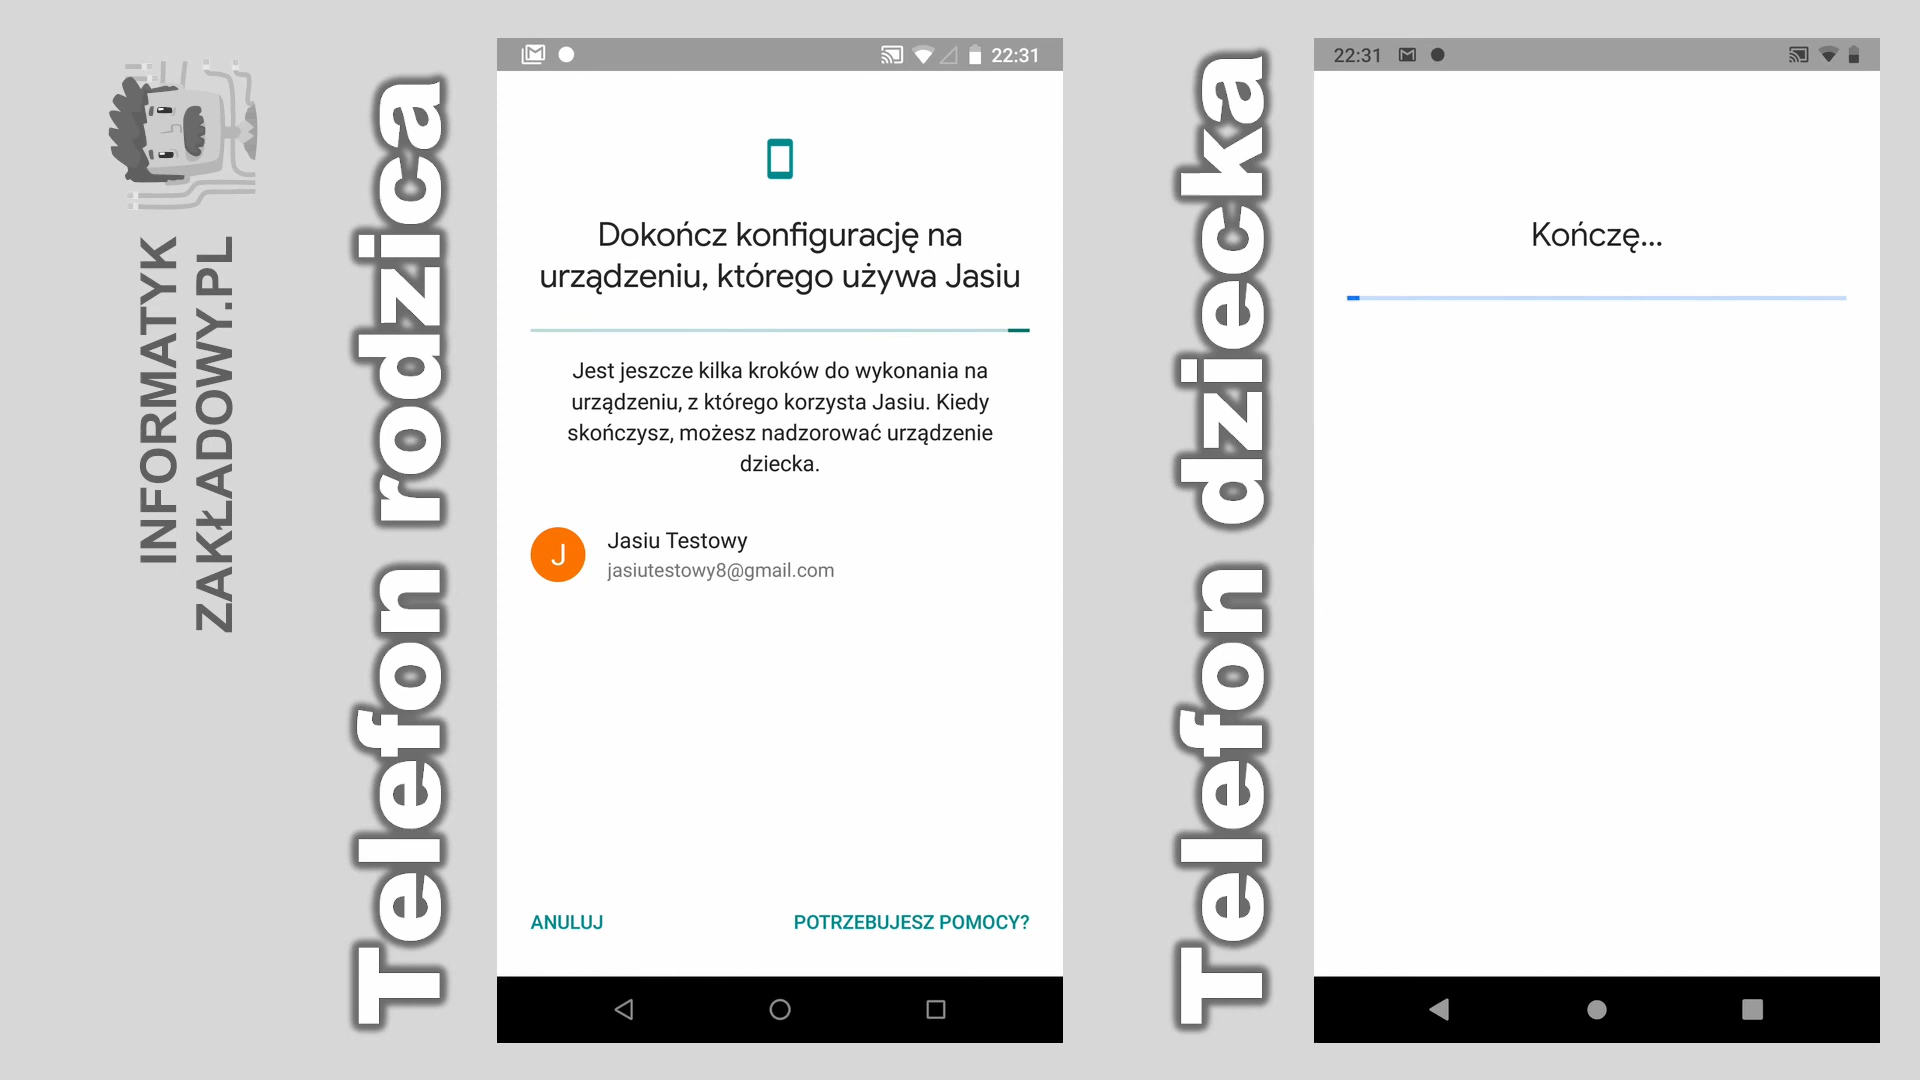 INFORMATYK
ZAKŁADOWY.PL
Telefon rodzica
22:31
Dokończ konfigurację na
urządzeniu, którego używa Jasiu
Jest jeszcze kilka kroków do wykonania na
urządzeniu, z którego korzysta Jasiu. Kiedy
skończysz, możesz nadzorować urządzenie
dziecka.
J
Jasiu Testowy
jasiutestowy8@gmail.com
ANULUJ
POTRZEBUJESZ POMOCY?
Telefon dziecka
22:31
Kończę...